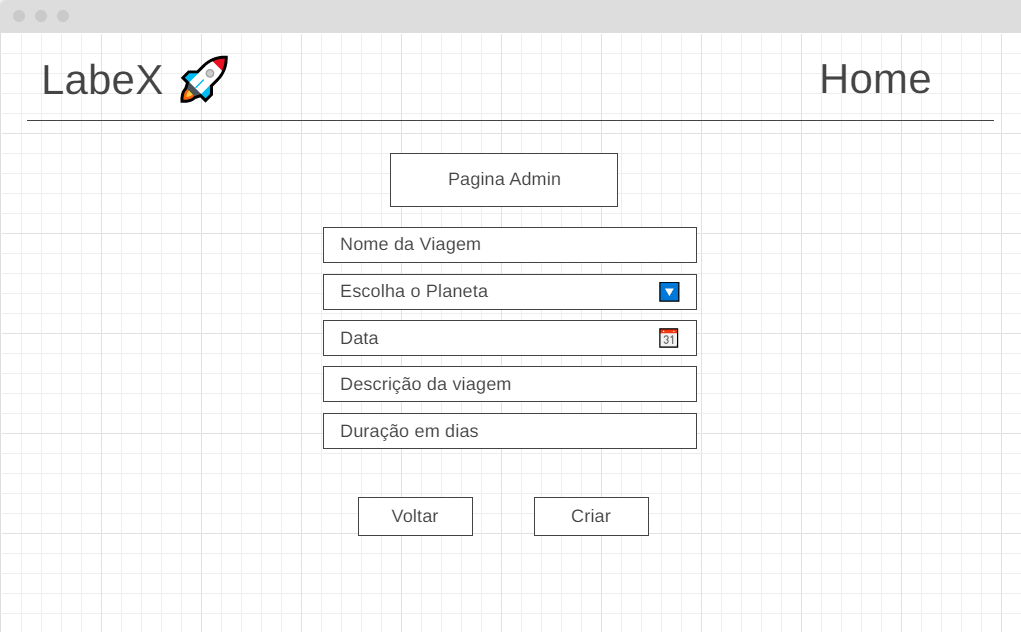 LabeX 🚀
Home
Pagina Admin
Nome da Viagem
Escolha o Planeta
Data
31
Descrição da viagem
Duração em dias
Voltar
Criar